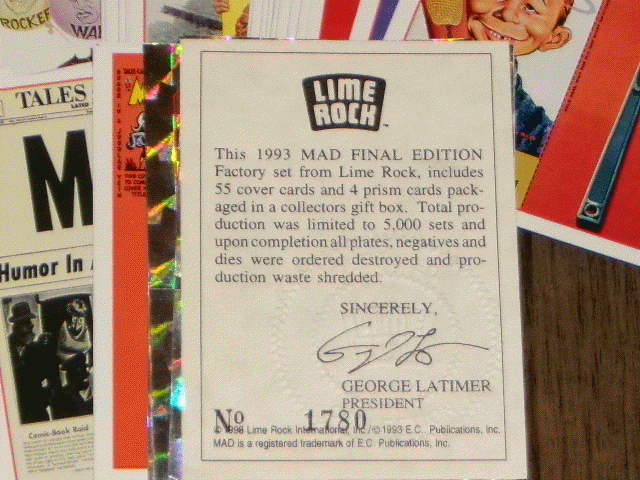 ROCKER
WAL
TALES
LATED
M
Humor In
Comic-Book Raid
LIME
ROCK
This 1993 MAD FINAL EDITION
Factory set from Lime Rock, includes
55 cover cards and 4 prism cards pack-
aged in a collectors gift box. Total pro-
duction was limited to 5,000 sets and
upon completion all plates, negatives and
dies were ordered destroyed and pro-
duction waste shredded.
SINCERELY,
GEORGE LATIMER
PRESIDENT
No 1780
Lime Rock International, Inc./©1993 E.C. Publications, Inc.
MAD is a registered trademark of E.C. Publications, Inc.